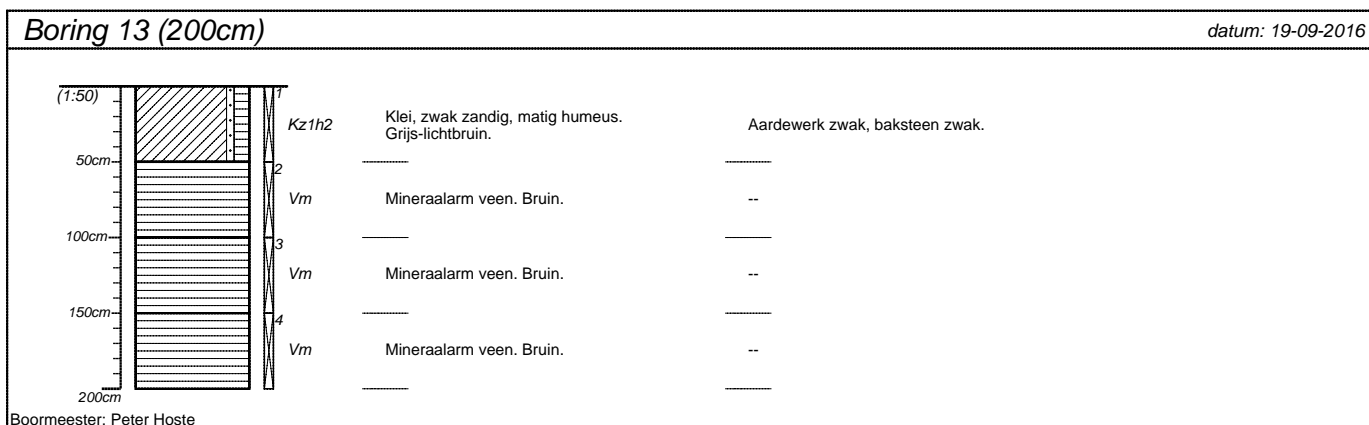 Boring 13 (200cm)
datum: 19-09-2016
(1:50)
1
Kz1h2
Klei, zwak zandig, matig humeus.
Grijs-lichtbruin.
Aardewerk zwak, baksteen zwak.
50cm
2
Vm
Mineraalarm veen. Bruin.
--
100cm
3
Vm
Mineraalarm veen. Bruin.
--
150cm
4
Vm
Mineraalarm veen. Bruin.
--
200cm
Boormeester: Peter Hoste